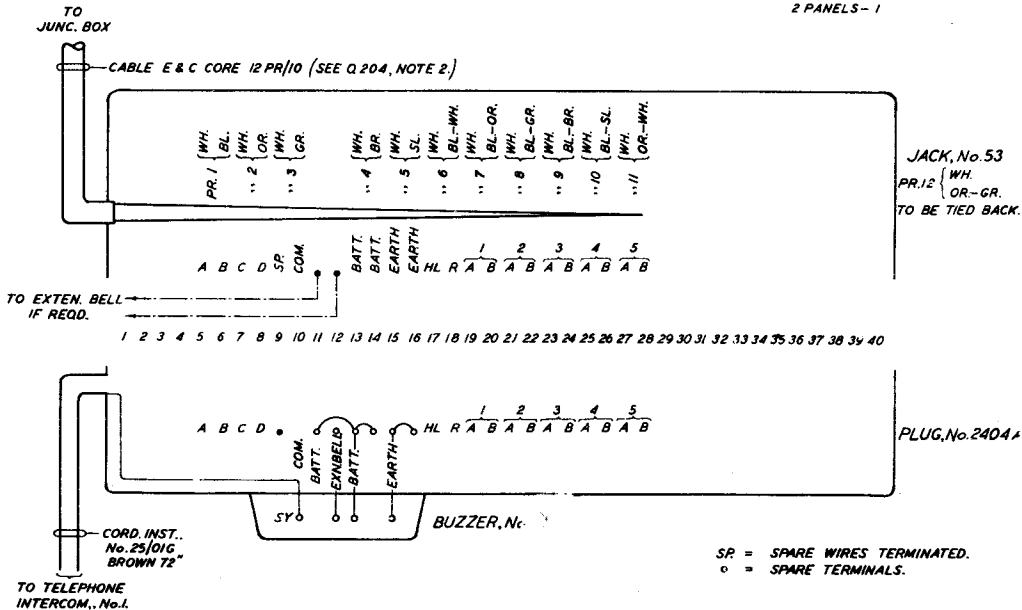 2 PANELS - 1
TO
JUNC. BOX
CABLE E & C CORE 12 PR/10 (SEE Q 204, NOTE 2.)
WH. BL. WH. OR. WH. GR. WH. BR. WH. SL. WH. BL-WH. WH. BL-OR. WH. BL-GR. WH. BL-BR. WH. BL-SL. WH. OR.-WH.
PR. 1 ,, 2 ,, 3 ,, 4 ,, 5 ,, 6 ,, 7 ,, 8 ,, 9 ,, 10 ,, 11
JACK, No. 53
PR.12 { WH.
OR.-GR.
TO BE TIED BACK.
1 2 3 4 5
A B C D SP. COM. BATT. BATT. EARTH EARTH HL R A B A B A B A B A B
TO EXTEN. BELL
IF REQD.
1 2 3 4 5 6 7 8 9 10 11 12 13 14 15 16 17 18 19 20 21 22 23 24 25 26 27 28 29 30 31 32 33 34 35 36 37 38 39 40
1 2 3 4 5
A B C D HL R A B A B A B A B A B
COM. BATT. EXN.BELL BATT. EARTH
PLUG, No. 2404
SY
BUZZER,
CORD. INST..
No. 25/01G
BROWN 72"
SP. = SPARE WIRES TERMINATED.
o = SPARE TERMINALS.
TO TELEPHONE
INTERCOM,, No.1.